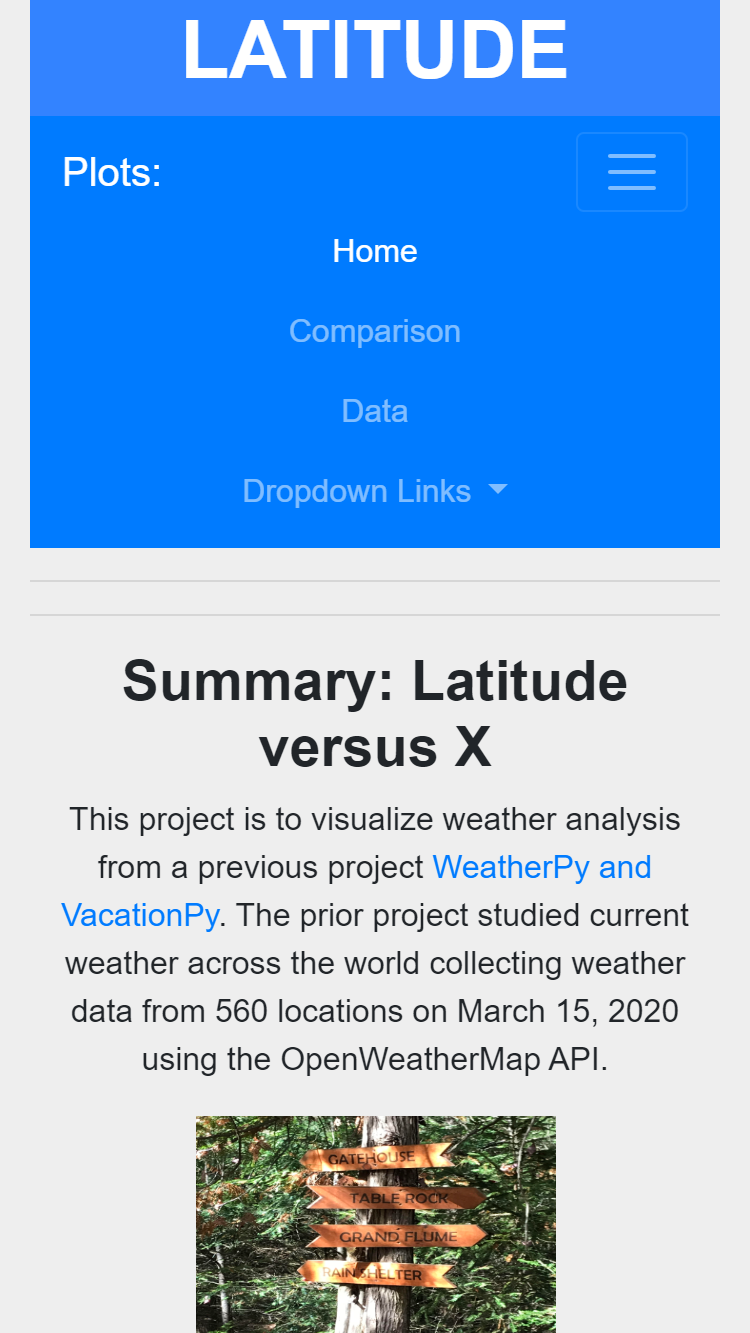 LATITUDE
Plots:
Home
Comparison
Data
Dropdown Links
Summary: Latitude
versus X
This project is to visualize weather analysis
from a previous project WeatherPy and
VacationPy. The prior project studied current
weather across the world collecting weather
data from 560 locations on March 15, 2020
using the OpenWeatherMap API.
GATEHOUSE
TABLE ROCK
GRAND FLUME
RAIN SHELTER